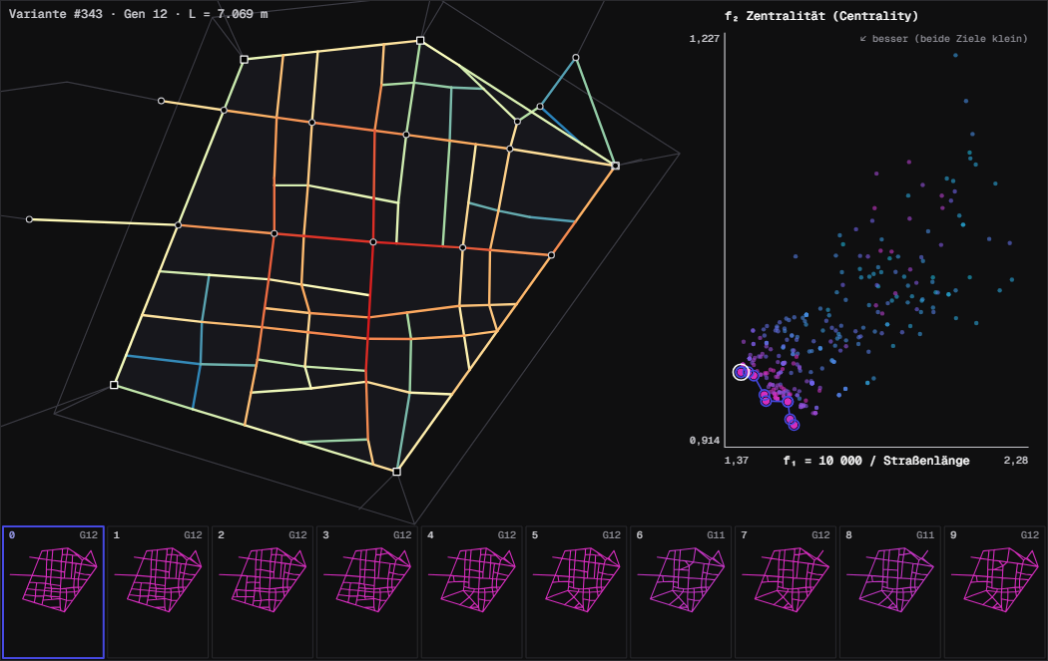 Variante #343 · Gen 12 · L = 7.069 m
f₂ Zentralität (Centrality)
1,227
↙ besser (beide Ziele klein)
0,914
1,37
f₁ = 10 000 / Straßenlänge
2,28
0 G12
1 G12
2 G12
3 G12
4 G12
5 G12
6 G11
7 G12
8 G11
9 G12